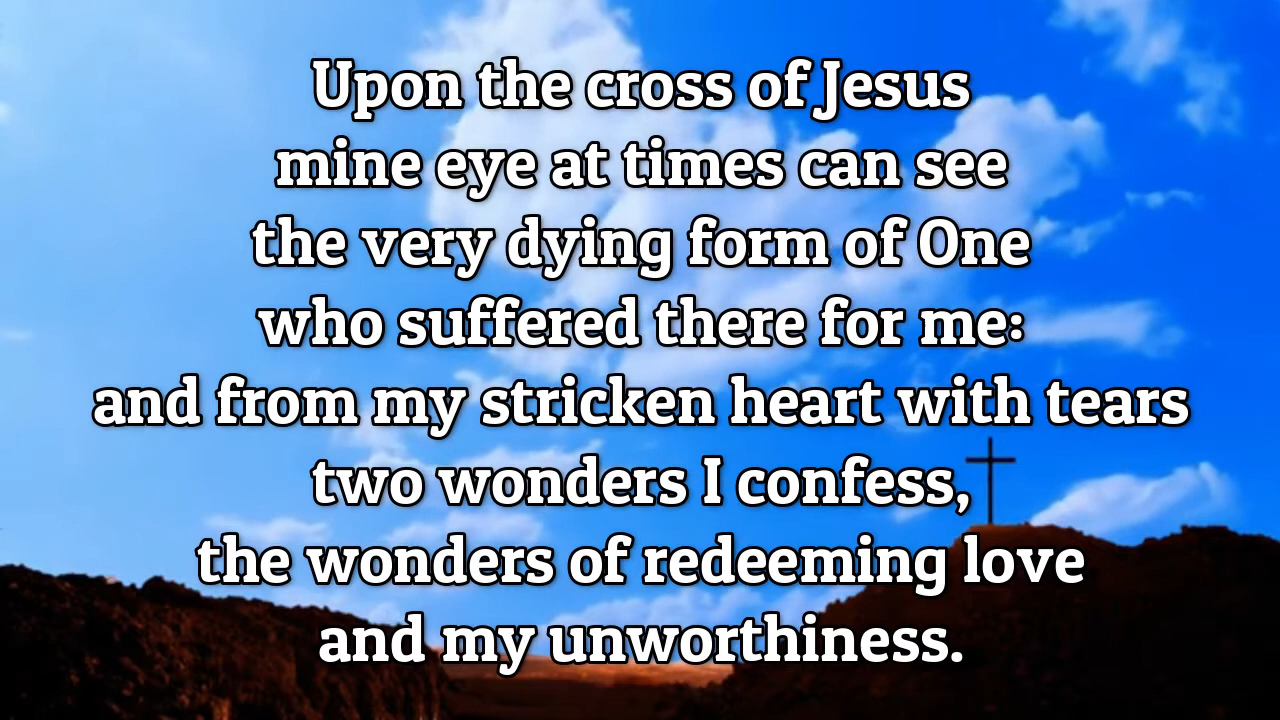 Upon the cross of Jesus
mine eye at times can see
the very dying form of One
who suffered there for me:
and from my stricken heart with tears
two wonders I confess,
the wonders of redeeming love
and my unworthiness.